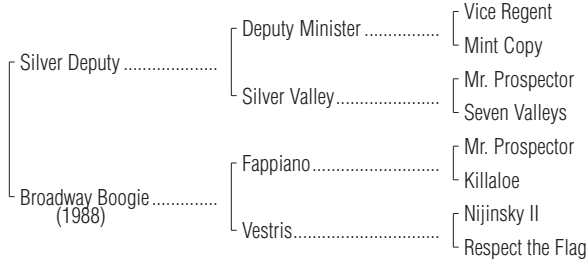 Vice Regent
Deputy Minister ..................
Mint Copy
Silver Deputy ....................
Mr. Prospector
Silver Valley.........................
Seven Valleys
Mr. Prospector
Fappiano..............................
Killaloe
Broadway Boogie..............
(1988)
Nijinsky II
Vestris...................................
Respect the Flag